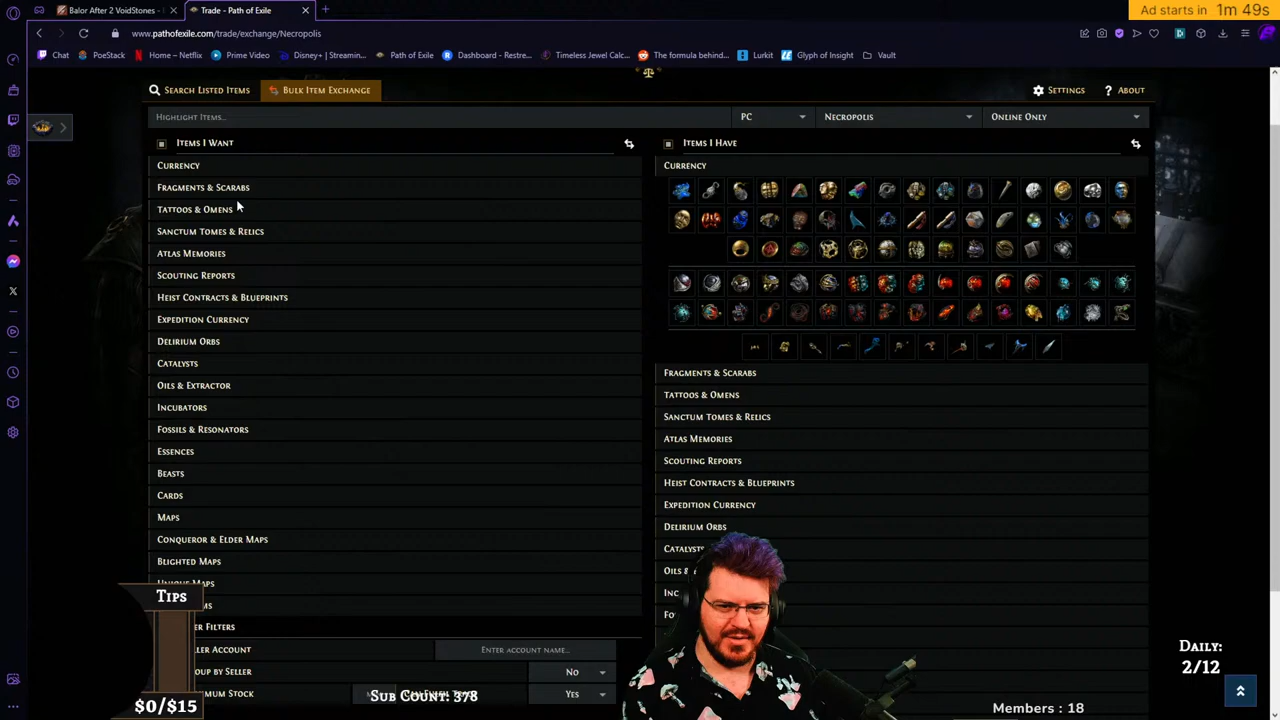 Balor After 2 VoidStones -
Trade - Path of Exile
Ad starts in 1m 49s
www.pathofexile.com/trade/exchange/Necropolis
Chat
PoeStack
Home – Netflix
Prime Video
Disney+ | Streamin...
Path of Exile
Dashboard - Restre...
Timeless Jewel Calc...
The formula behind...
Lurkit
Glyph of Insight
Vault
Search Listed Items
Bulk Item Exchange
Settings
? About
Highlight Items...
PC
Necropolis
Online Only
Items I Want
Currency
Fragments & Scarabs
Tattoos & Omens
Sanctum Tomes & Relics
Atlas Memories
Scouting Reports
Heist Contracts & Blueprints
Expedition Currency
Delirium Orbs
Catalysts
Oils & Extractor
Incubators
Fossils & Resonators
Essences
Beasts
Cards
Maps
Conqueror & Elder Maps
Blighted Maps
Items I Have
Currency
Fragments & Scarabs
Tattoos & Omens
Sanctum Tomes & Relics
Atlas Memories
Scouting Reports
Heist Contracts & Blueprints
Expedition Currency
Delirium Orbs
Enter account name...
No
Yes
Tips
$0/$15
Sub Count: 378
Daily:
2/12
Members : 18